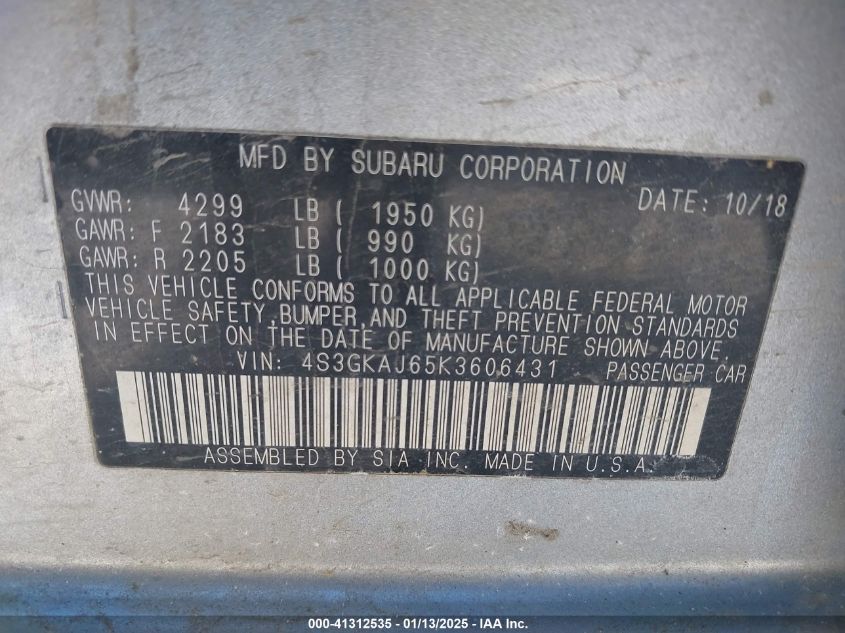 MFD BY SUBARU CORPORATION
DATE: 10/18
GVWR: 4299 LB ( 1950 KG)
GAWR: F 2183 LB ( 990 KG)
GAWR: R 2205 LB ( 1000 KG)
THIS VEHICLE CONFORMS TO ALL APPLICABLE FEDERAL MOTOR
VEHICLE SAFETY, BUMPER, AND THEFT PREVENTION STANDARDS
IN EFFECT ON THE DATE OF MANUFACTURE SHOWN ABOVE.
VIN: 4S3GKAJ65K3606431 PASSENGER CAR
ASSEMBLED BY SIA INC. MADE IN U.S.A.
000-41312535 - 01/13/2025 - IAA Inc.